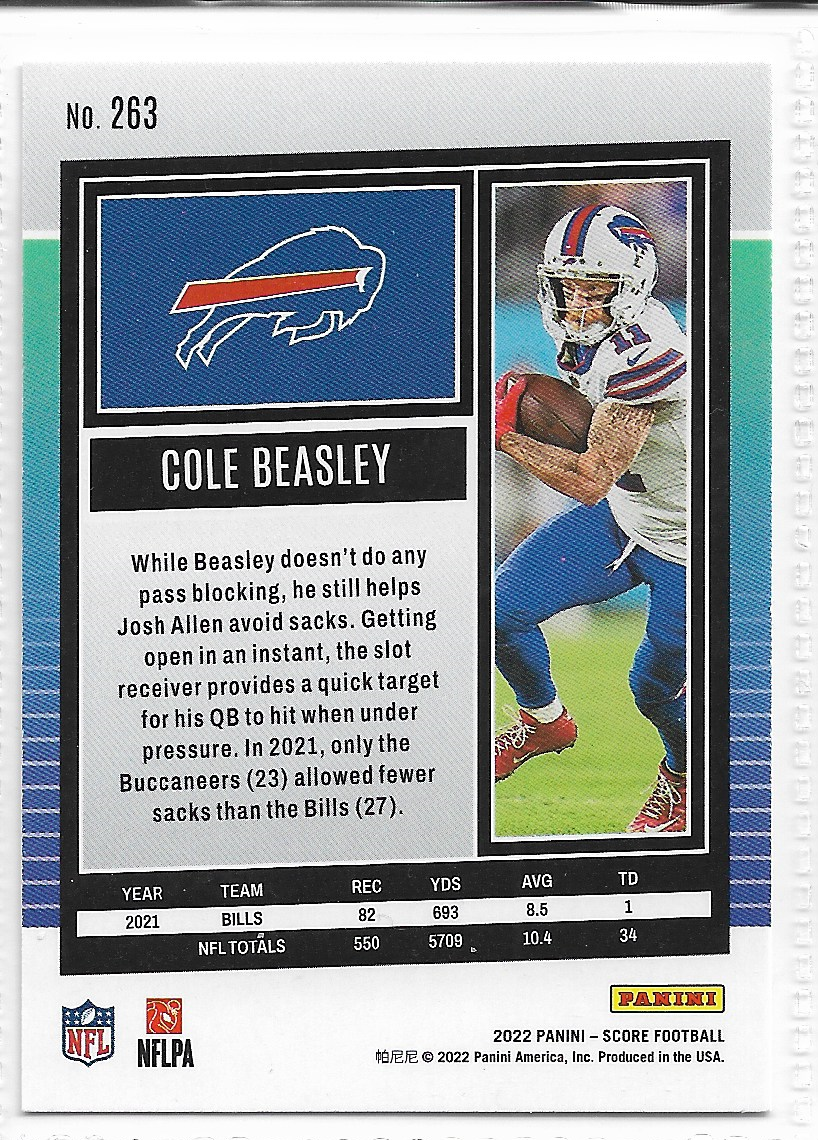 No. 263
11
COLE BEASLEY
While Beasley doesn't do any
pass blocking, he still helps
Josh Allen avoid sacks. Getting
open in an instant, the slot
receiver provides a quick target
for his QB to hit when under
pressure. In 2021, only the
Buccaneers (23) allowed fewer
sacks than the Bills (27).
YEAR TEAM REC YDS AVG TD
2021 BILLS 82 693 8.5 1
NFL TOTALS 550 5709 10.4 34
PANINI
NFL NFLPA
2022 PANINI – SCORE FOOTBALL
帕尼尼 © 2022 Panini America, Inc. Produced in the USA.